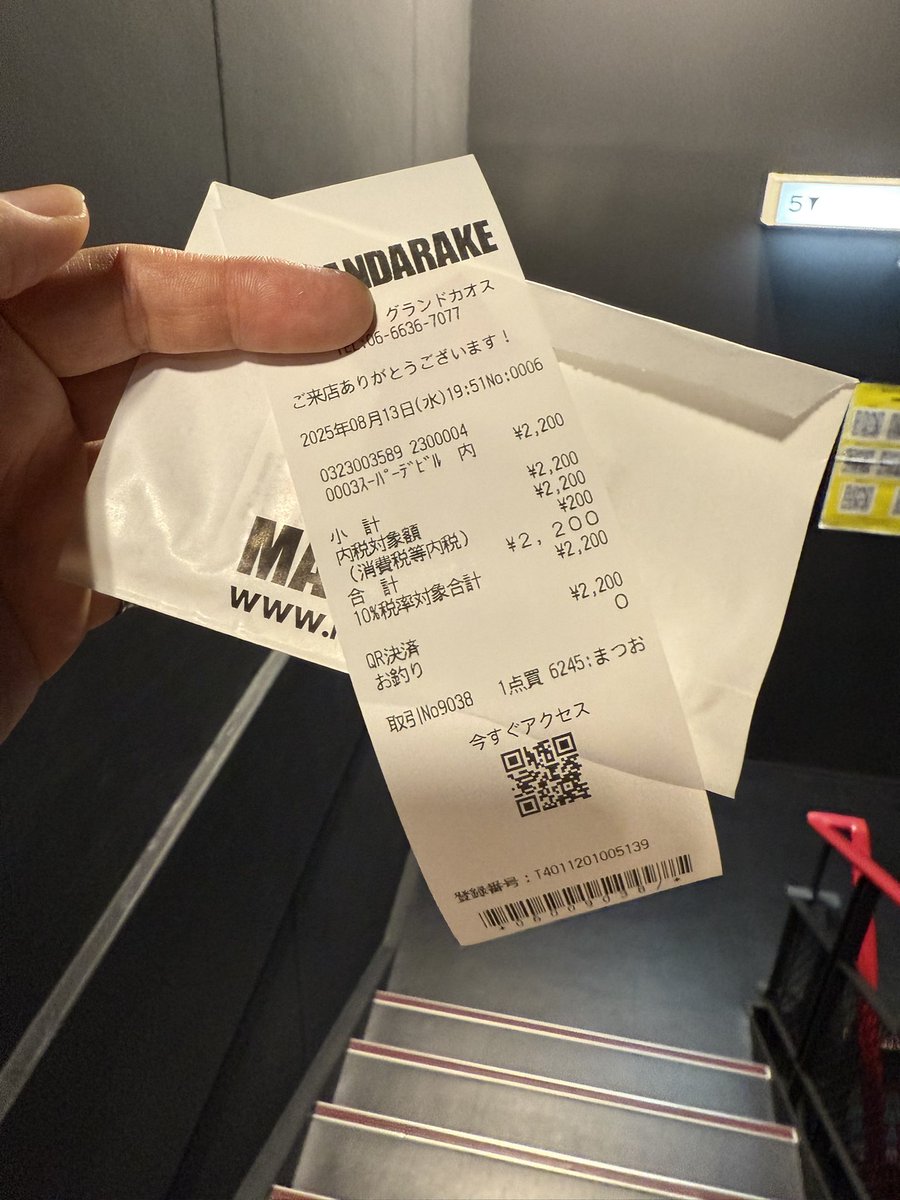 MANDARAKE
グランドカオス
TEL:06-6636-7077
ご来店ありがとうございます!
2025年08月13日(水)19:51No:0006
0323003589 2300004 ¥2,200
0003スーパーデビル 内
小 計 ¥2,200
内税対象額 ¥2,200
(消費税等内税) ¥200
合 計 ¥2,200
10%税率対象合計 ¥2,200
QR決済 ¥2,200
お釣り 0
取引No9038 1点買 6245:まつお
今すぐアクセス
登録番号:T4011201005139
MA
www.
5